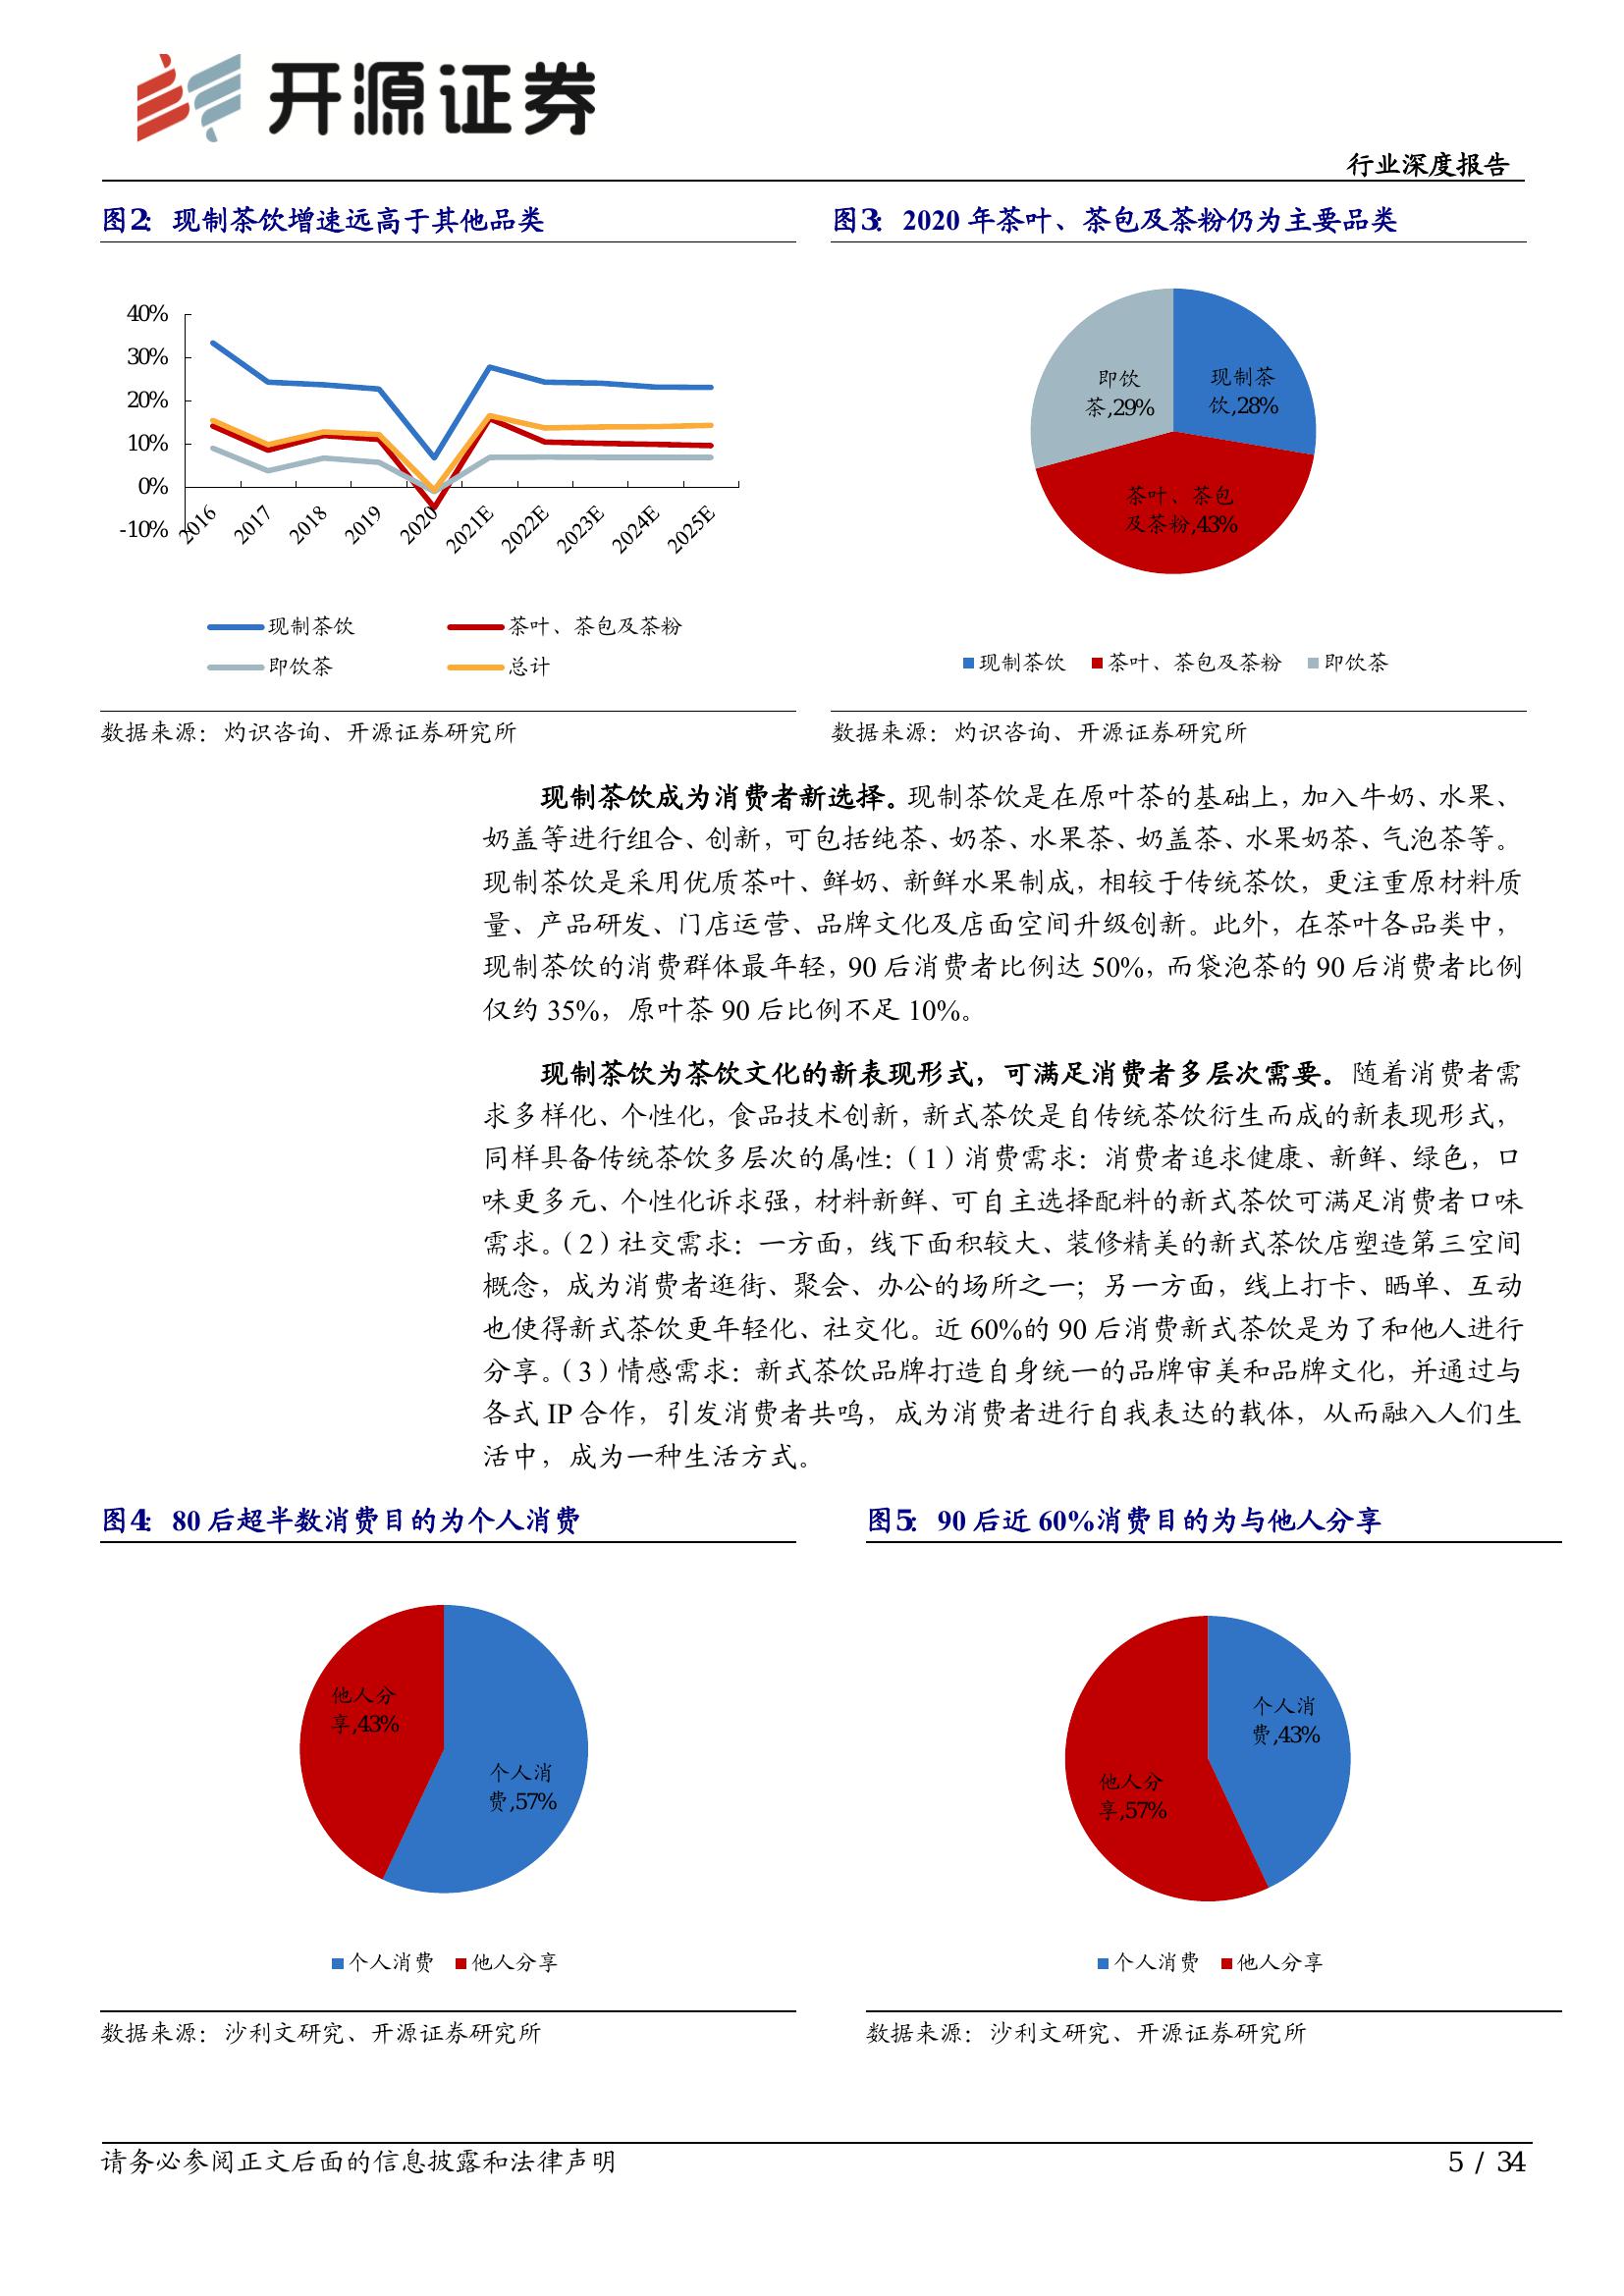 开源证券
行业深度报告
图2：现制茶饮增速远高于其他品类
40%
30%
20%
10%
0%
-10%
2016
2017
2018
2019
2020
2021E
2022E
2023E
2024E
2025E
现制茶饮
茶叶、茶包及茶粉
即饮茶
总计
数据来源：灼识咨询、开源证券研究所
图3：2020 年茶叶、茶包及茶粉仍为主要品类
即饮
茶,29%
现制茶
饮,28%
茶叶、茶包
及茶粉,43%
现制茶饮 茶叶、茶包及茶粉 即饮茶
数据来源：灼识咨询、开源证券研究所
现制茶饮成为消费者新选择。现制茶饮是在原叶茶的基础上，加入牛奶、水果、
奶盖等进行组合、创新，可包括纯茶、奶茶、水果茶、奶盖茶、水果奶茶、气泡茶等。
现制茶饮是采用优质茶叶、鲜奶、新鲜水果制成，相较于传统茶饮，更注重原材料质
量、产品研发、门店运营、品牌文化及店面空间升级创新。此外，在茶叶各品类中，
现制茶饮的消费群体最年轻，90 后消费者比例达 50%，而袋泡茶的 90 后消费者比例
仅约 35%，原叶茶 90 后比例不足 10%。
现制茶饮为茶饮文化的新表现形式，可满足消费者多层次需要。随着消费者需
求多样化、个性化，食品技术创新，新式茶饮是自传统茶饮衍生而成的新表现形式，
同样具备传统茶饮多层次的属性：（1）消费需求：消费者追求健康、新鲜、绿色，口
味更多元、个性化诉求强，材料新鲜、可自主选择配料的新式茶饮可满足消费者口味
需求。（2）社交需求：一方面，线下面积较大、装修精美的新式茶饮店塑造第三空间
概念，成为消费者逛街、聚会、办公的场所之一；另一方面，线上打卡、晒单、互动
也使得新式茶饮更年轻化、社交化。近 60%的 90 后消费新式茶饮是为了和他人进行
分享。（3）情感需求：新式茶饮品牌打造自身统一的品牌审美和品牌文化，并通过与
各式 IP 合作，引发消费者共鸣，成为消费者进行自我表达的载体，从而融入人们生
活中，成为一种生活方式。
图4：80 后超半数消费目的为个人消费
他人分
享,43%
个人消
费,57%
个人消费 他人分享
数据来源：沙利文研究、开源证券研究所
图5：90 后近 60%消费目的为与他人分享
个人消
费,43%
他人分
享,57%
个人消费 他人分享
数据来源：沙利文研究、开源证券研究所
请务必参阅正文后面的信息披露和法律声明
5 / 34